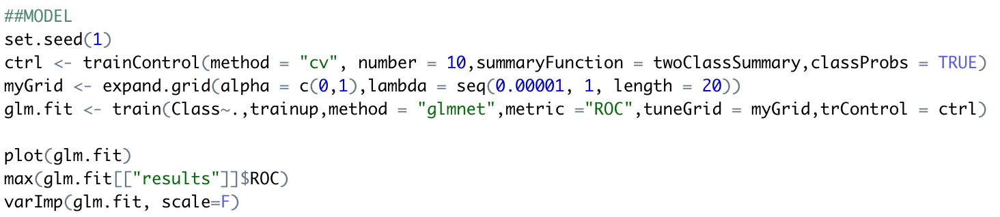 ##MODEL
set.seed(1)
ctrl <- trainControl(method = "cv", number = 10,summaryFunction = twoClassSummary,classProbs = TRUE)
myGrid <- expand.grid(alpha = c(0,1),lambda = seq(0.00001, 1, length = 20))
glm.fit <- train(Class~.,trainup,method = "glmnet",metric ="ROC",tuneGrid = myGrid,trControl = ctrl)
plot(glm.fit)
max(glm.fit[["results"]]$ROC)
varImp(glm.fit, scale=F)